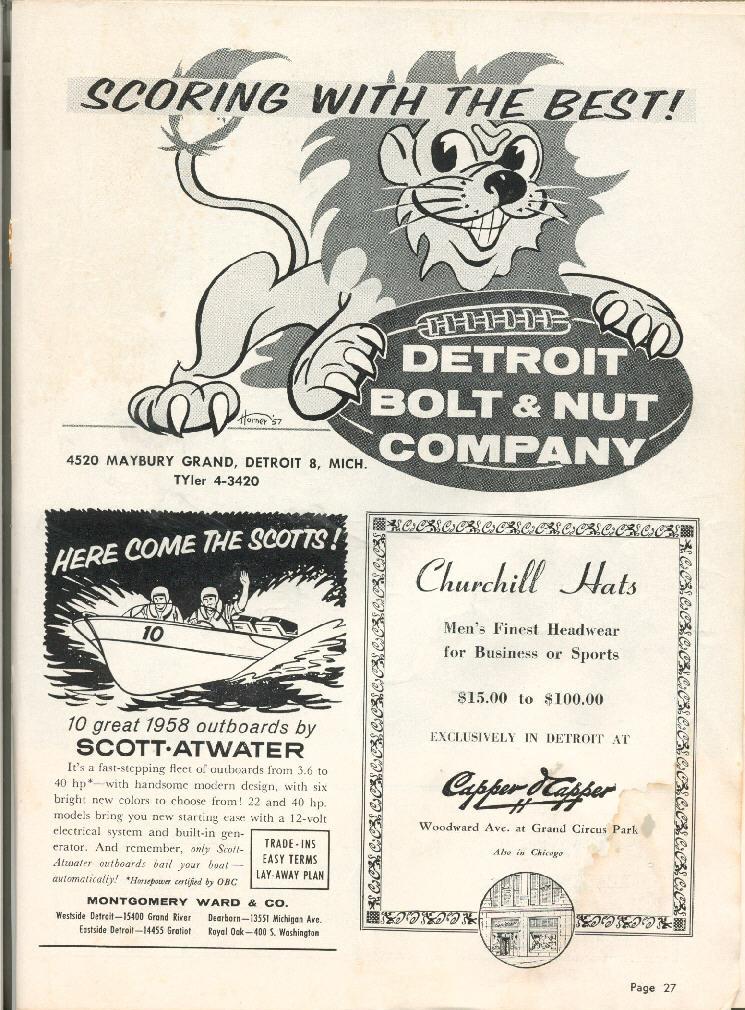 SCORING WITH THE BEST!
DETROIT
BOLT & NUT
COMPANY
Horner '57
4520 MAYBURY GRAND, DETROIT 8, MICH.
TYler 4-3420
HERE COME THE SCOTTS!
10
10 great 1958 outboards by
SCOTT·ATWATER
It's a fast-stepping fleet of outboards from 3.6 to
40 hp*—with handsome modern design, with six
bright new colors to choose from! 22 and 40 hp.
models bring you new starting ease with a 12-volt
electrical system and built-in gen-
erator. And remember, only Scott-
Atwater outboards bail your boat—
automatically! *Horsepower certified by OBC
TRADE-INS
EASY TERMS
LAY-AWAY PLAN
MONTGOMERY WARD & CO.
Westside Detroit—15400 Grand River
Dearborn—13551 Michigan Ave.
Eastside Detroit—14455 Gratiot
Royal Oak—400 S. Washington
Churchill Hats
Men's Finest Headwear
for Business or Sports
$15.00 to $100.00
EXCLUSIVELY IN DETROIT AT
Capper & Capper
Woodward Ave. at Grand Circus Park
Also in Chicago
Page 27